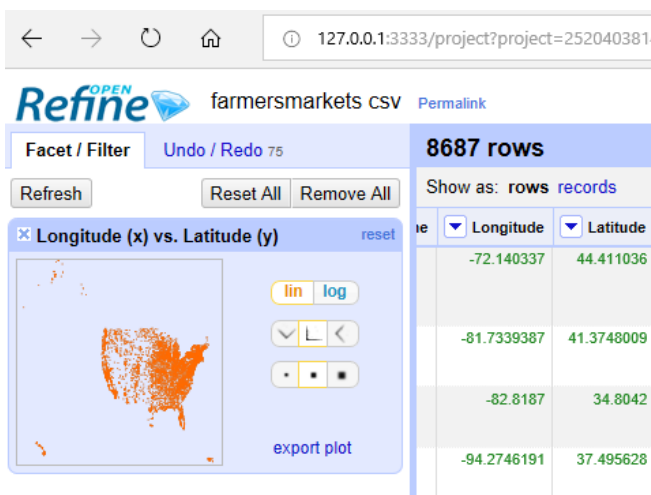 127.0.0.1:3333/project?project=252040381
OPEN
Refine
farmersmarkets csv Permalink
Facet / Filter Undo / Redo 75
8687 rows
Refresh Reset All Remove All
Show as: rows records
Longitude (x) vs. Latitude (y) reset
Longitude Latitude
lin log
-72.140337 44.411036
-81.7339387 41.3748009
-82.8187 34.8042
export plot
-94.2746191 37.495628